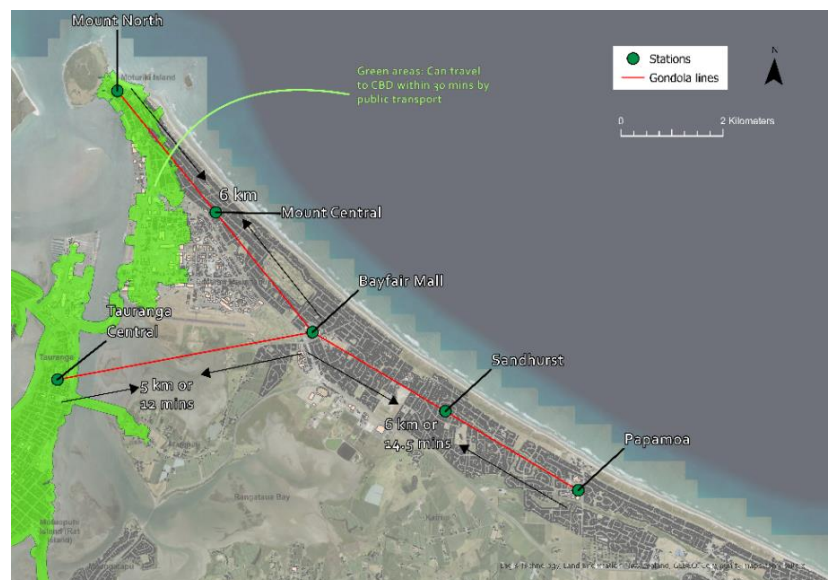 Mount North
Moturiki Island
Green areas: Can travel
to CBD within 30 mins by
public transport
Stations
Gondola lines
N
0
2 Kilometers
6 km
Mount Central
Bayfair Mall
Tauranga
Central
Tauranga
5 km or
12 mins
Sandhurst
6 km or
14.5 mins
Papamoa
Rangataua Bay
Island)